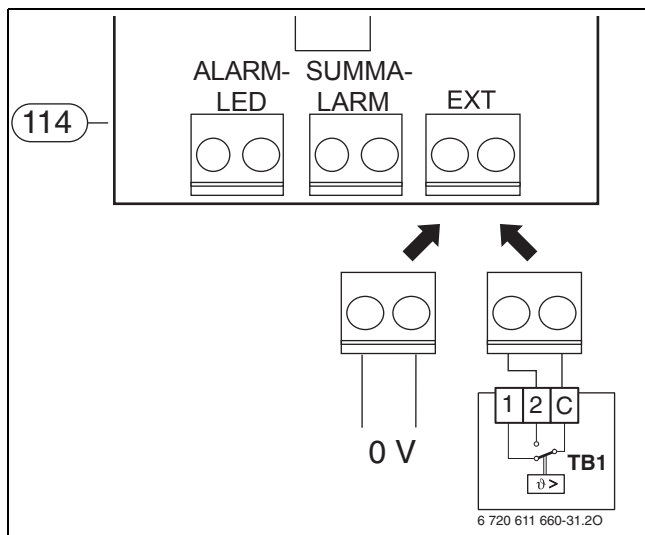 ALARM-
LED
SUMMA-
LARM
EXT
114
0 V
1 2 C
TB1
ϑ >
6 720 611 660-31.2O